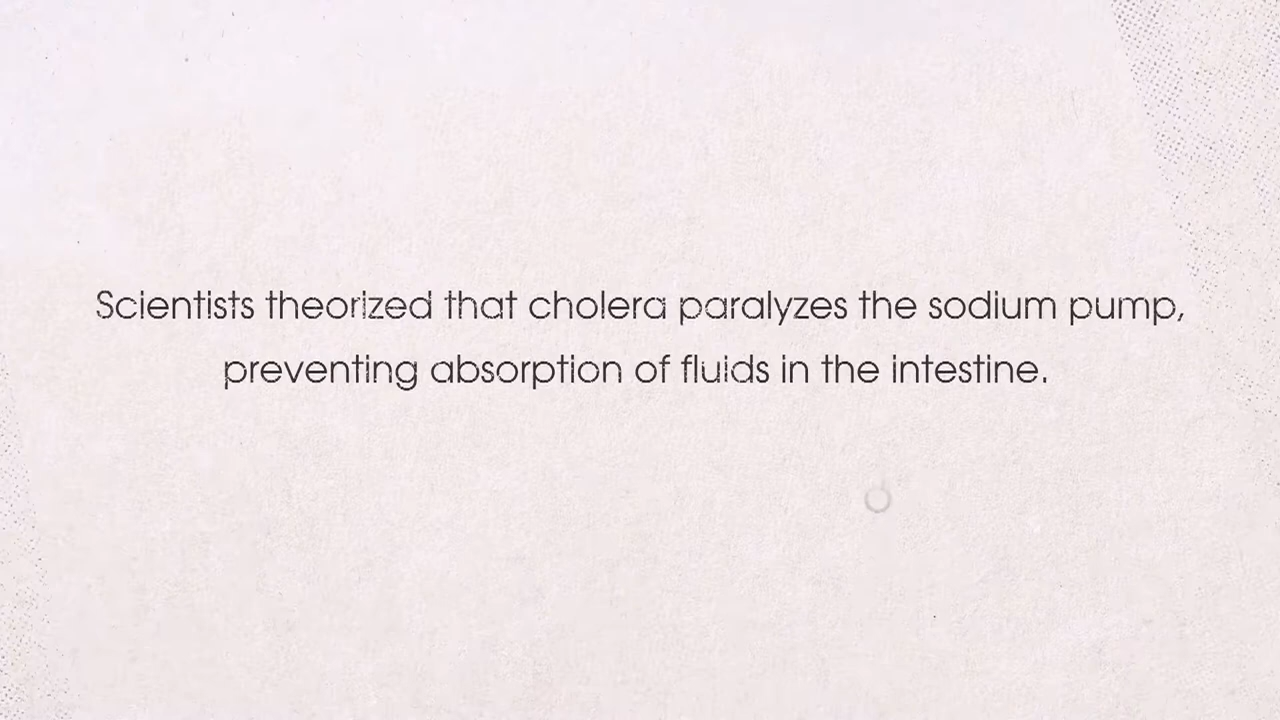 Scientists theorized that cholera paralyzes the sodium pump,
preventing absorption of fluids in the intestine.